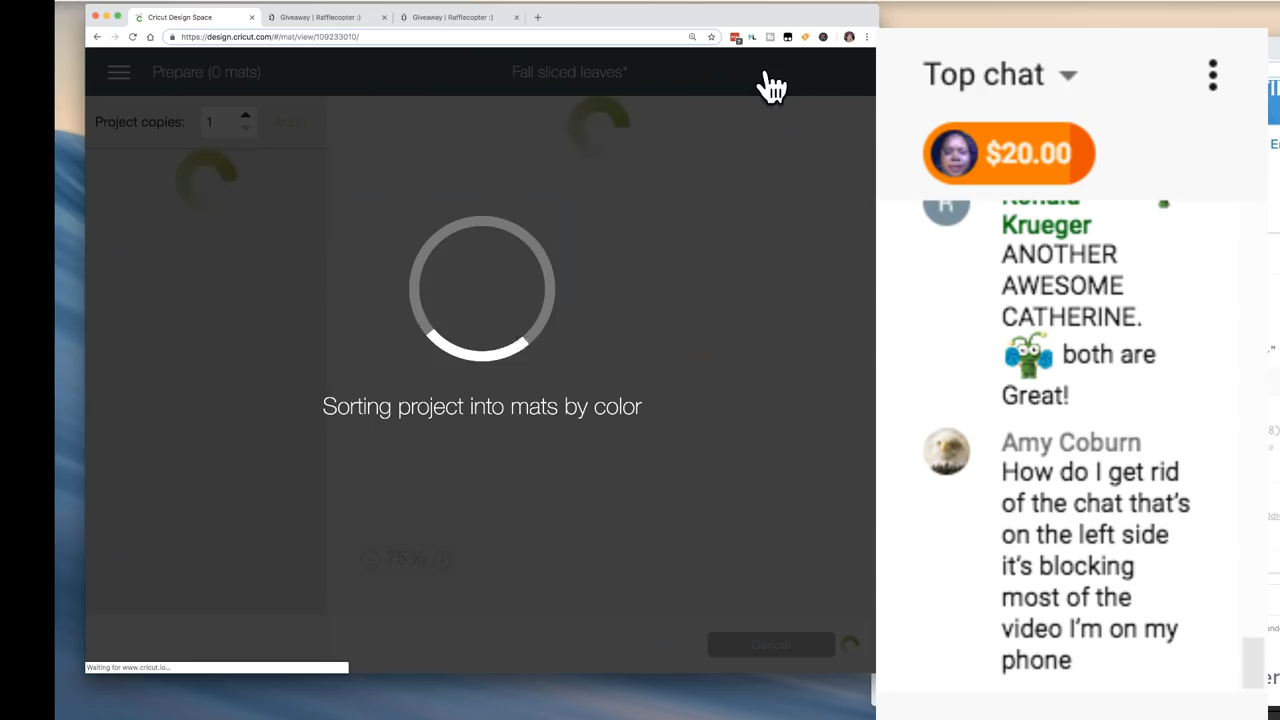 Cricut Design Space
Giveaway | Rafflecopter :)
Giveaway | Rafflecopter :)
https://design.cricut.com/#/mat/view/109233010/
Prepare (0 mats)
Fall sliced leaves*
Project copies:
1
Apply
Sorting project into mats by color
75%
Cancel
Waiting for www.cricut.io...
Top chat
$20.00
Krueger
ANOTHER
AWESOME
CATHERINE.
both are
Great!
Amy Coburn
How do I get rid
of the chat that's
on the left side
it's blocking
most of the
video I'm on my
phone